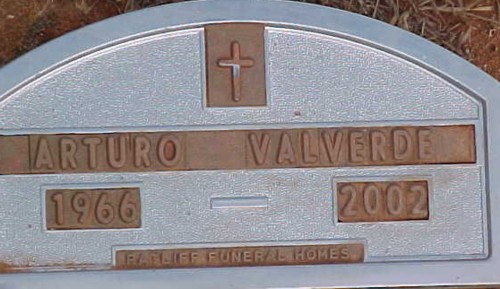 ARTURO VALVERDE
1966 – 2002
RATLIFF FUNERAL HOMES